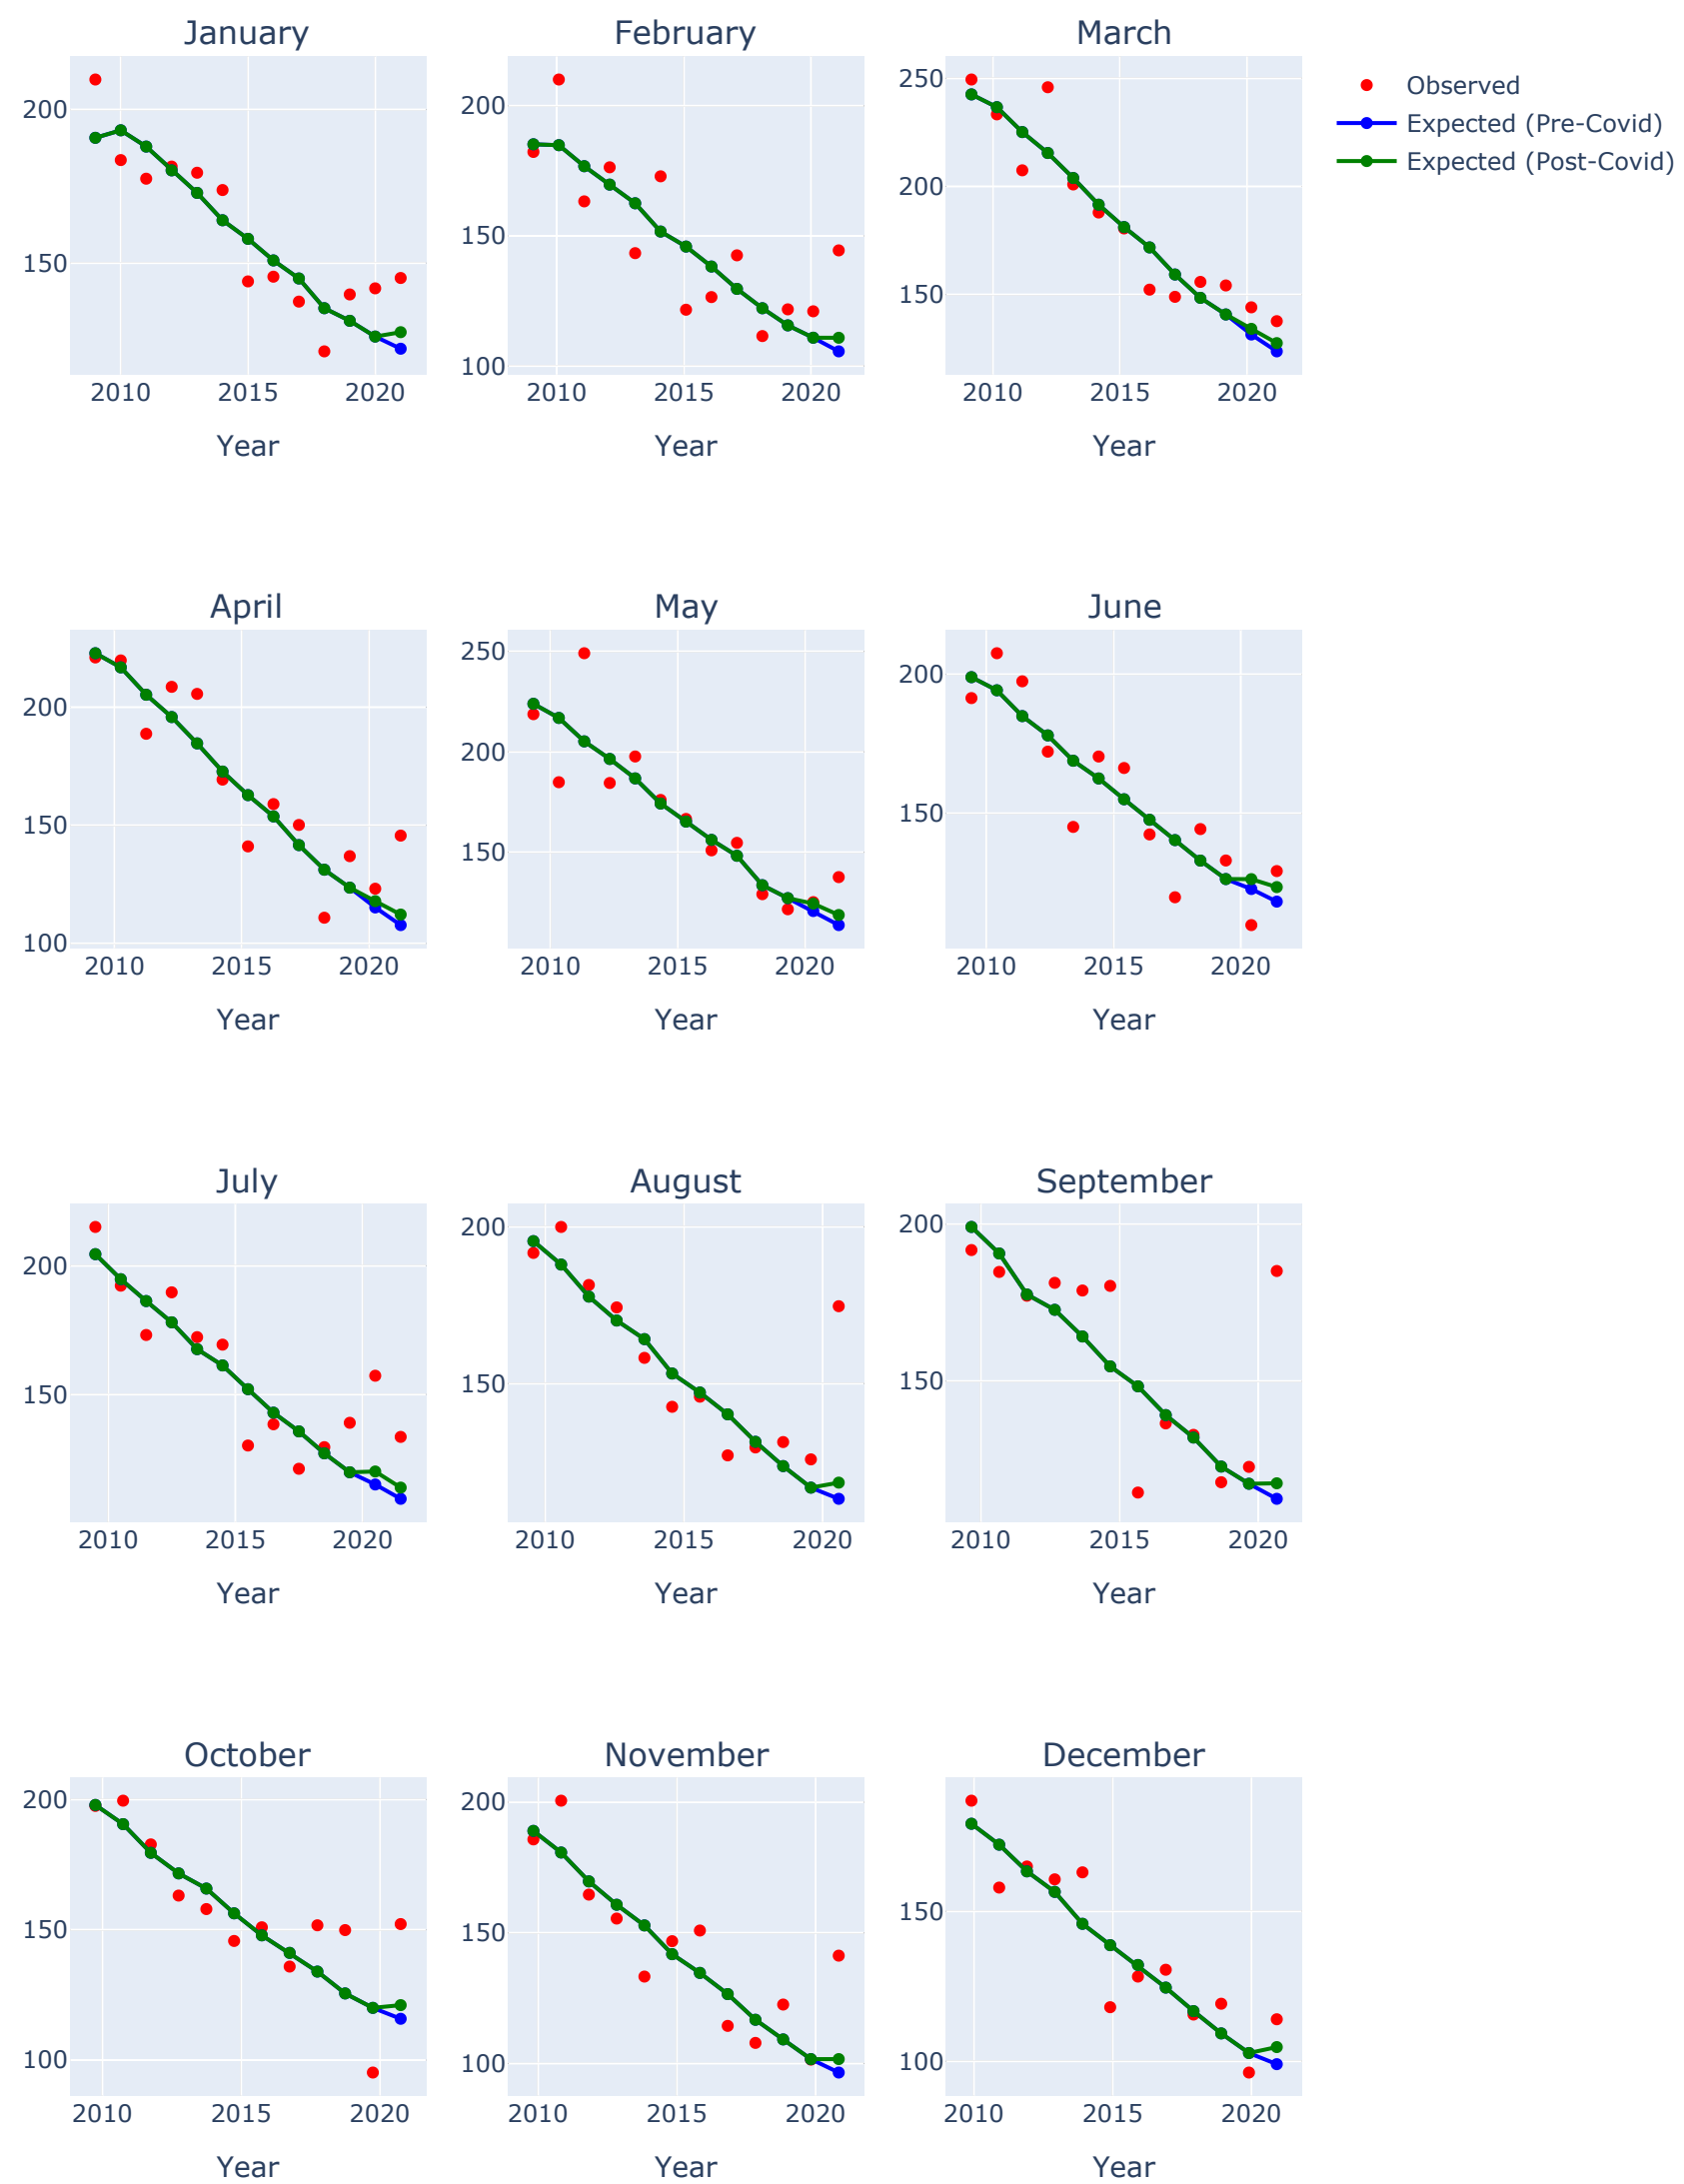 January
February
March
200
150
2010
2015
2020
Year
200
150
100
2010
2015
2020
Year
250
200
150
2010
2015
2020
Year
Observed
Expected (Pre-Covid)
Expected (Post-Covid)
April
May
June
200
150
100
2010
2015
2020
Year
250
200
150
2010
2015
2020
Year
200
150
2010
2015
2020
Year
July
August
September
200
150
2010
2015
2020
Year
200
150
2010
2015
2020
Year
200
150
2010
2015
2020
Year
October
November
December
200
150
100
2010
2015
2020
Year
200
150
100
2010
2015
2020
Year
150
100
2010
2015
2020
Year